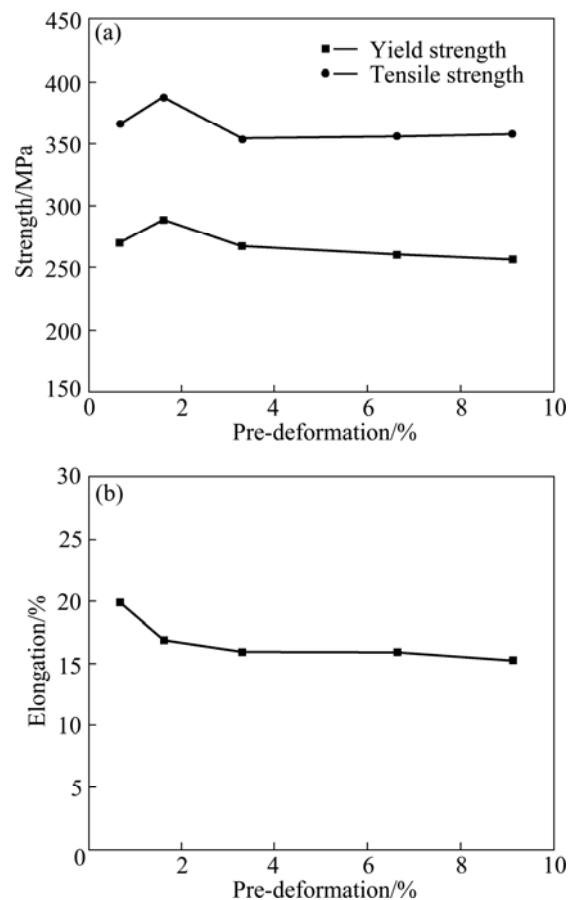 (a)
Yield strength
Tensile strength
450
400
350
300
250
200
150
Strength/MPa
0 2 4 6 8 10
Pre-deformation/%
(b)
30
25
20
15
10
5
0
Elongation/%
2 4 6 8 10
Pre-deformation/%